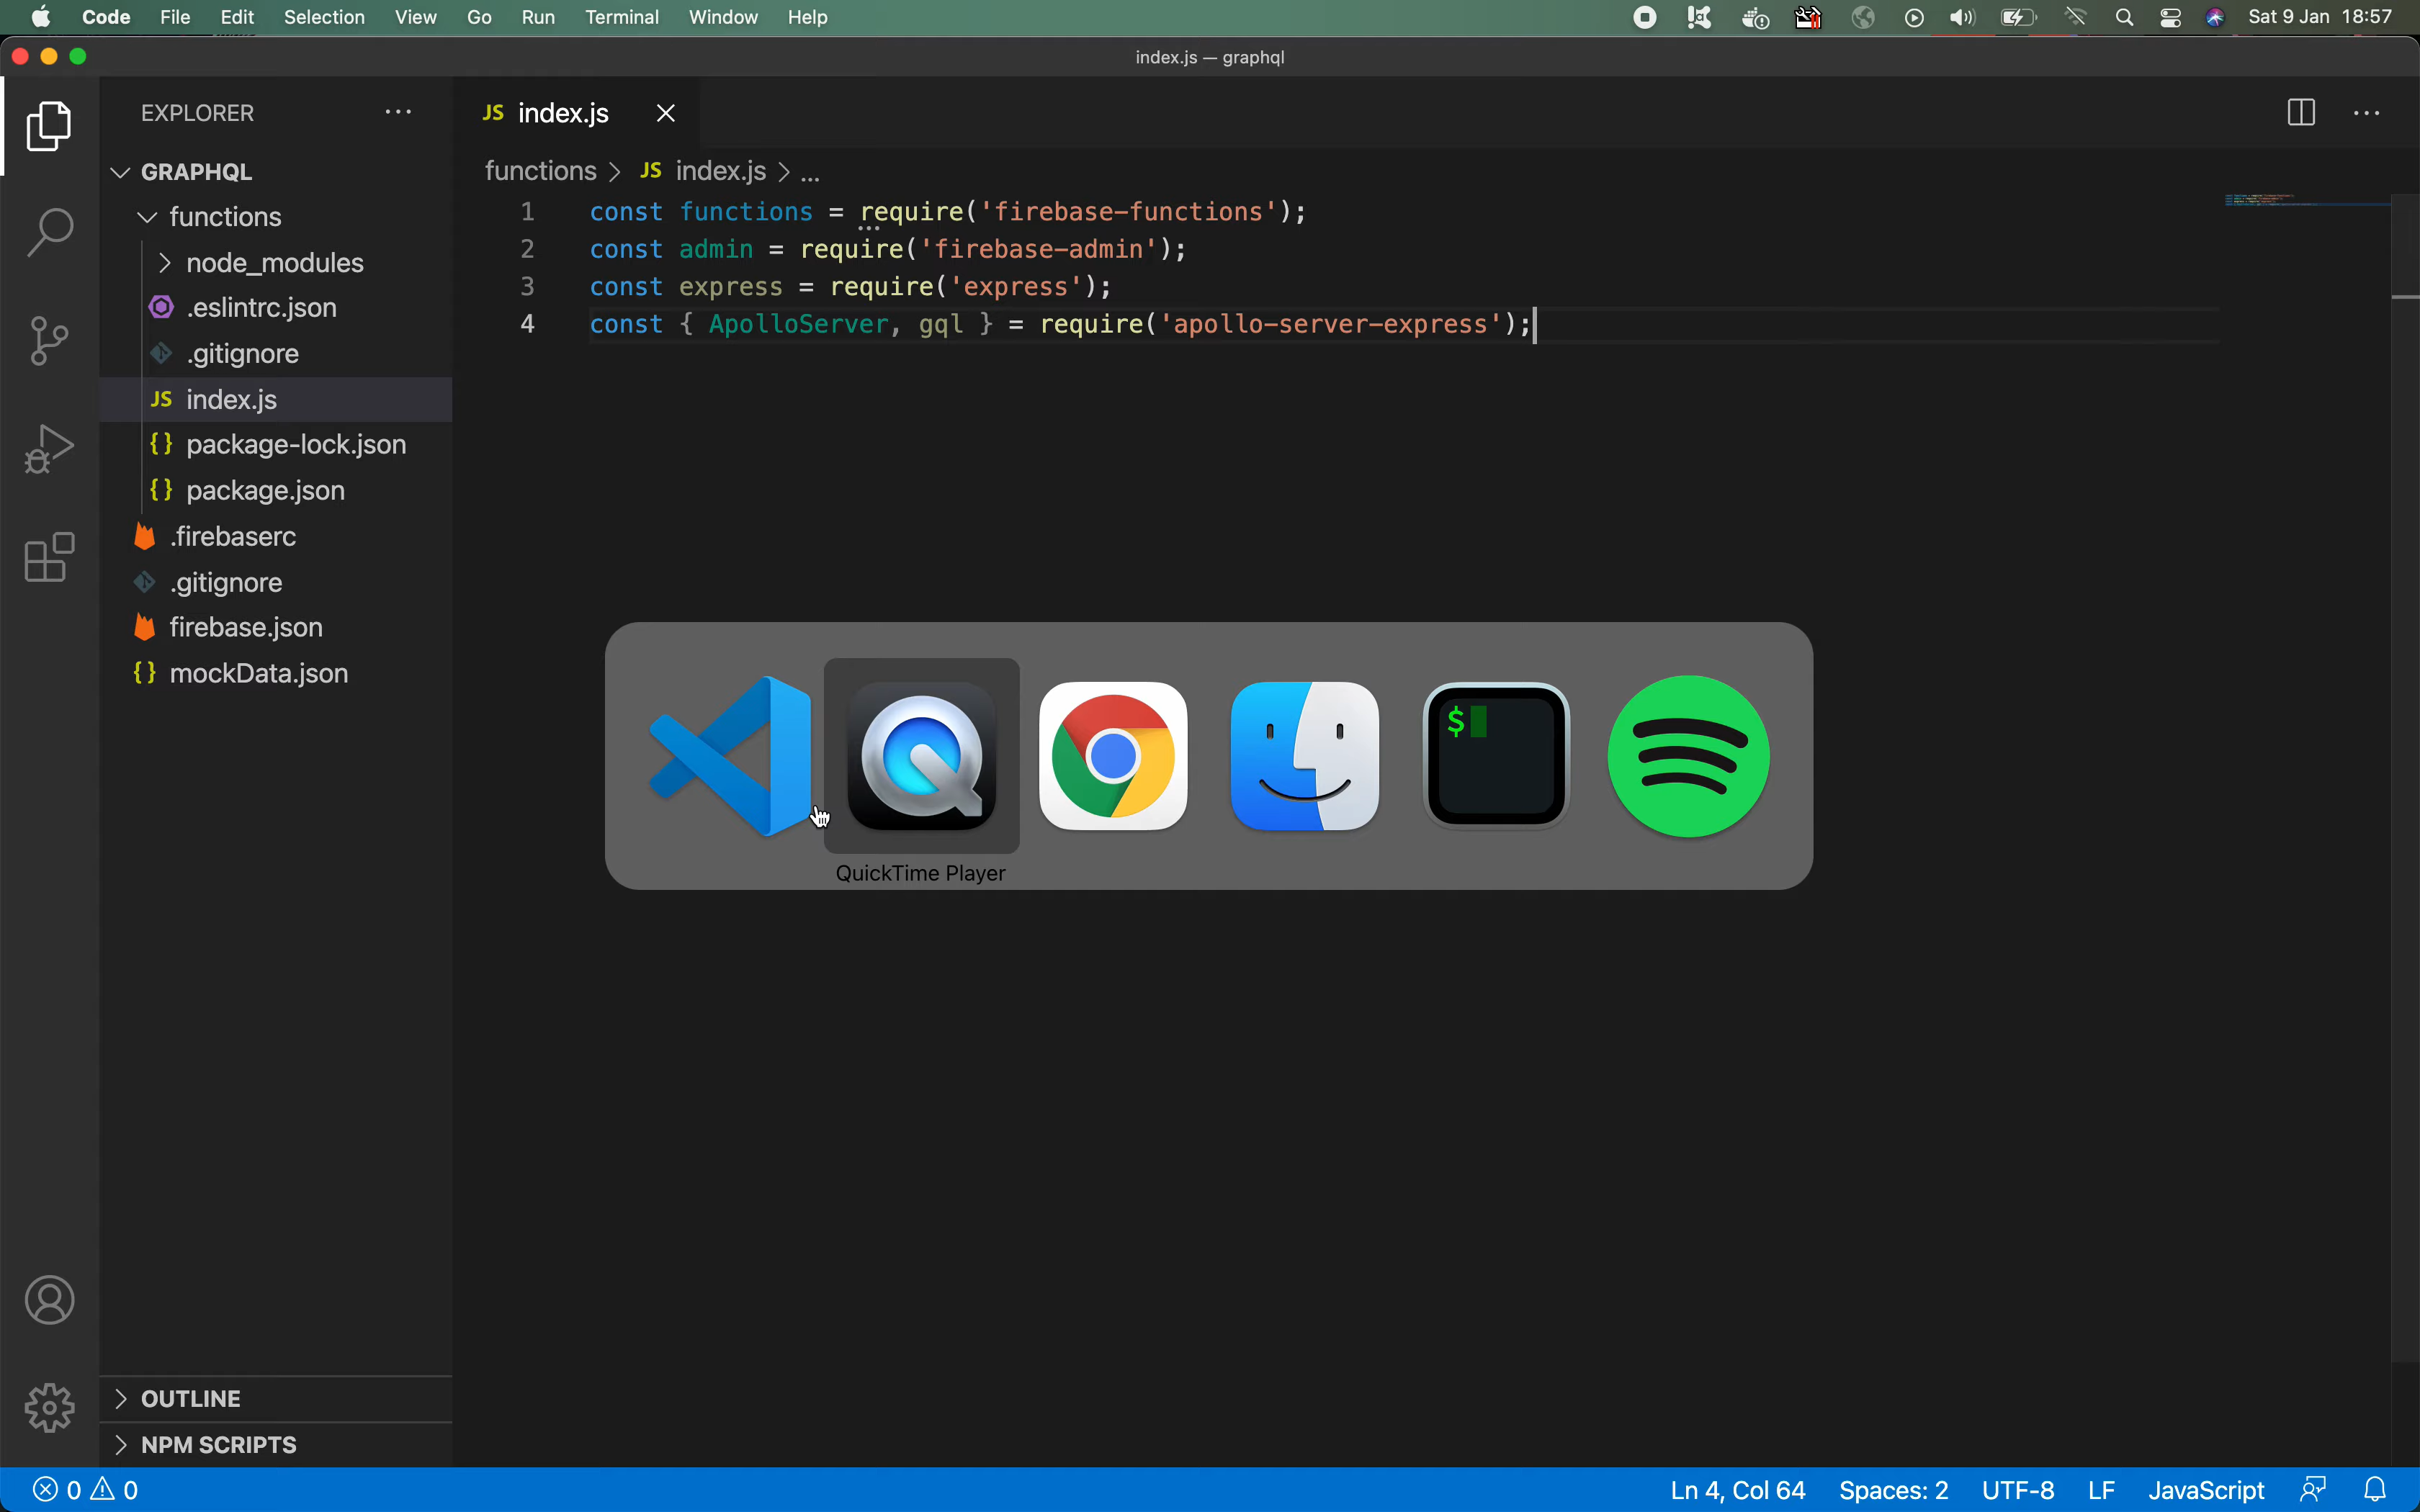 Code File Edit Selection View Go Run Terminal Window Help Sat 9 Jan 18:57
index.js — graphql
EXPLORER
GRAPHQL
functions
node_modules
.eslintrc.json
.gitignore
JS index.js
{} package-lock.json
{} package.json
.firebaserc
.gitignore
firebase.json
{} mockData.json
OUTLINE
NPM SCRIPTS
JS index.js
functions > JS index.js > ...
1 const functions = require('firebase-functions');
2 const admin = require('firebase-admin');
3 const express = require('express');
4 const { ApolloServer, gql } = require('apollo-server-express');
$
QuickTime Player
0 0 Ln 4, Col 64 Spaces: 2 UTF-8 LF JavaScript